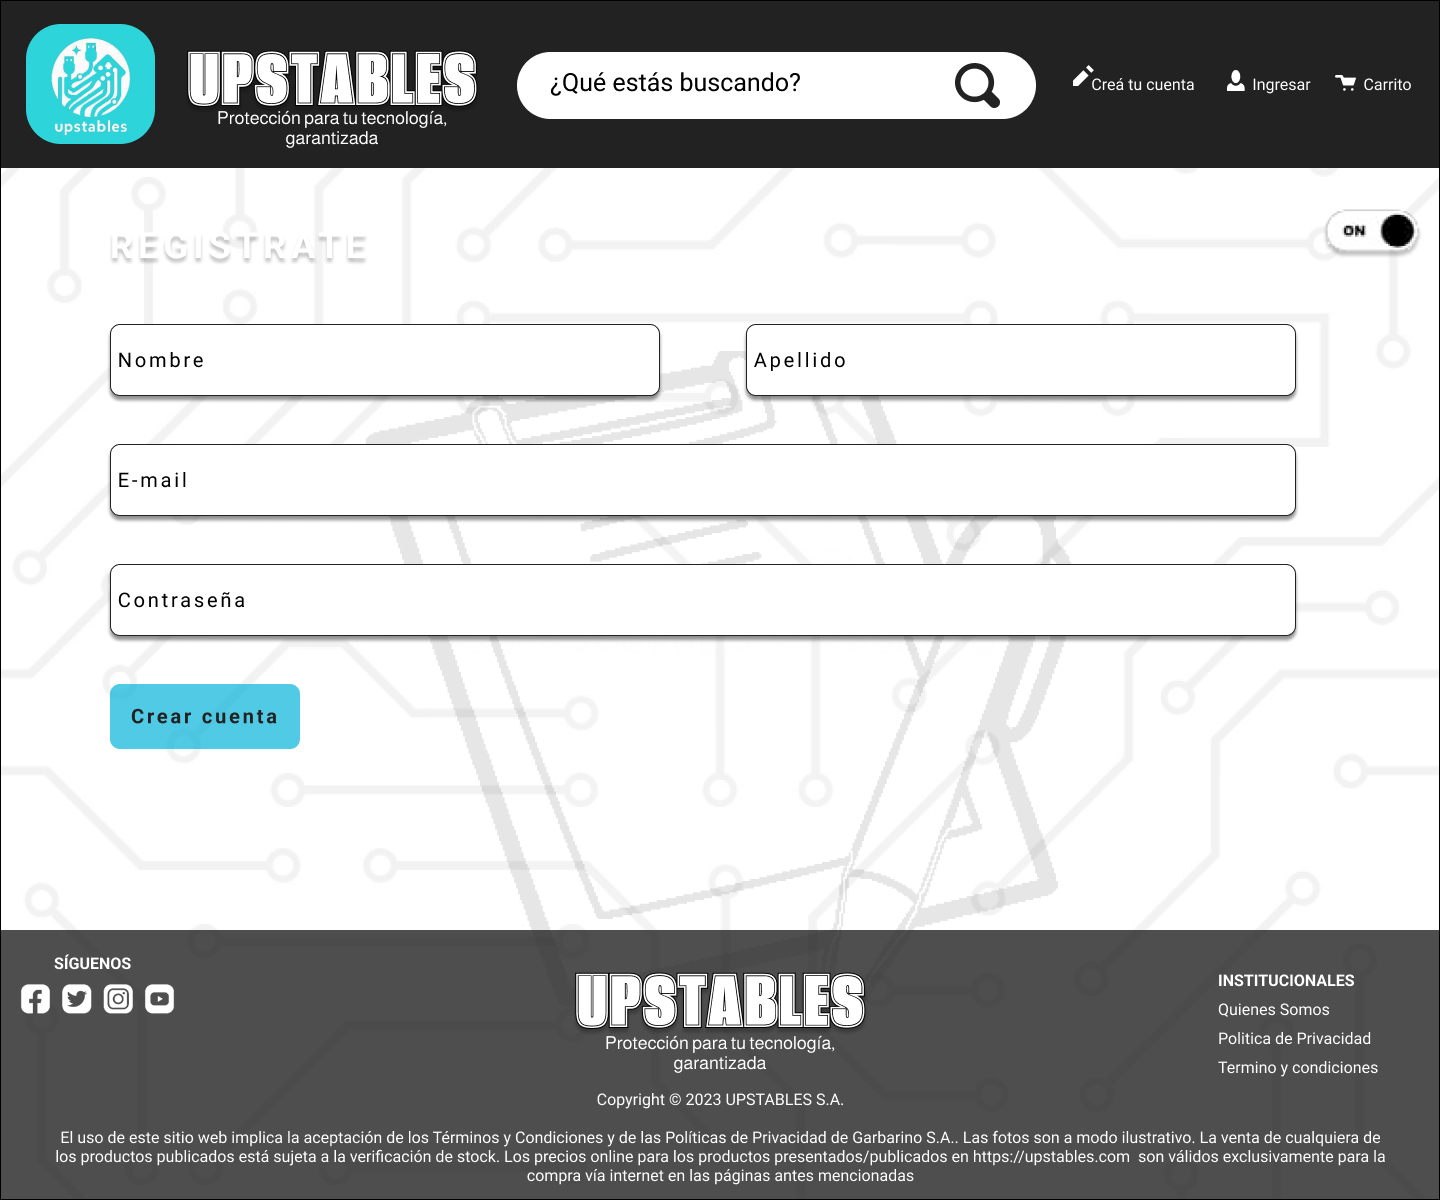 upstables
UPSTABLES
Protección para tu tecnología,
garantizada
¿Qué estás buscando?
Creá tu cuenta
Ingresar
Carrito
REGISTRATE
ON
Nombre
Apellido
E-mail
Contraseña
Crear cuenta
SÍGUENOS
UPSTABLES
Protección para tu tecnología,
garantizada
Copyright © 2023 UPSTABLES S.A.
INSTITUCIONALES
Quienes Somos
Politica de Privacidad
Termino y condiciones
El uso de este sitio web implica la aceptación de los Términos y Condiciones y de las Políticas de Privacidad de Garbarino S.A.. Las fotos son a modo ilustrativo. La venta de cualquiera de
los productos publicados está sujeta a la verificación de stock. Los precios online para los productos presentados/publicados en https://upstables.com son válidos exclusivamente para la
compra vía internet en las páginas antes mencionadas